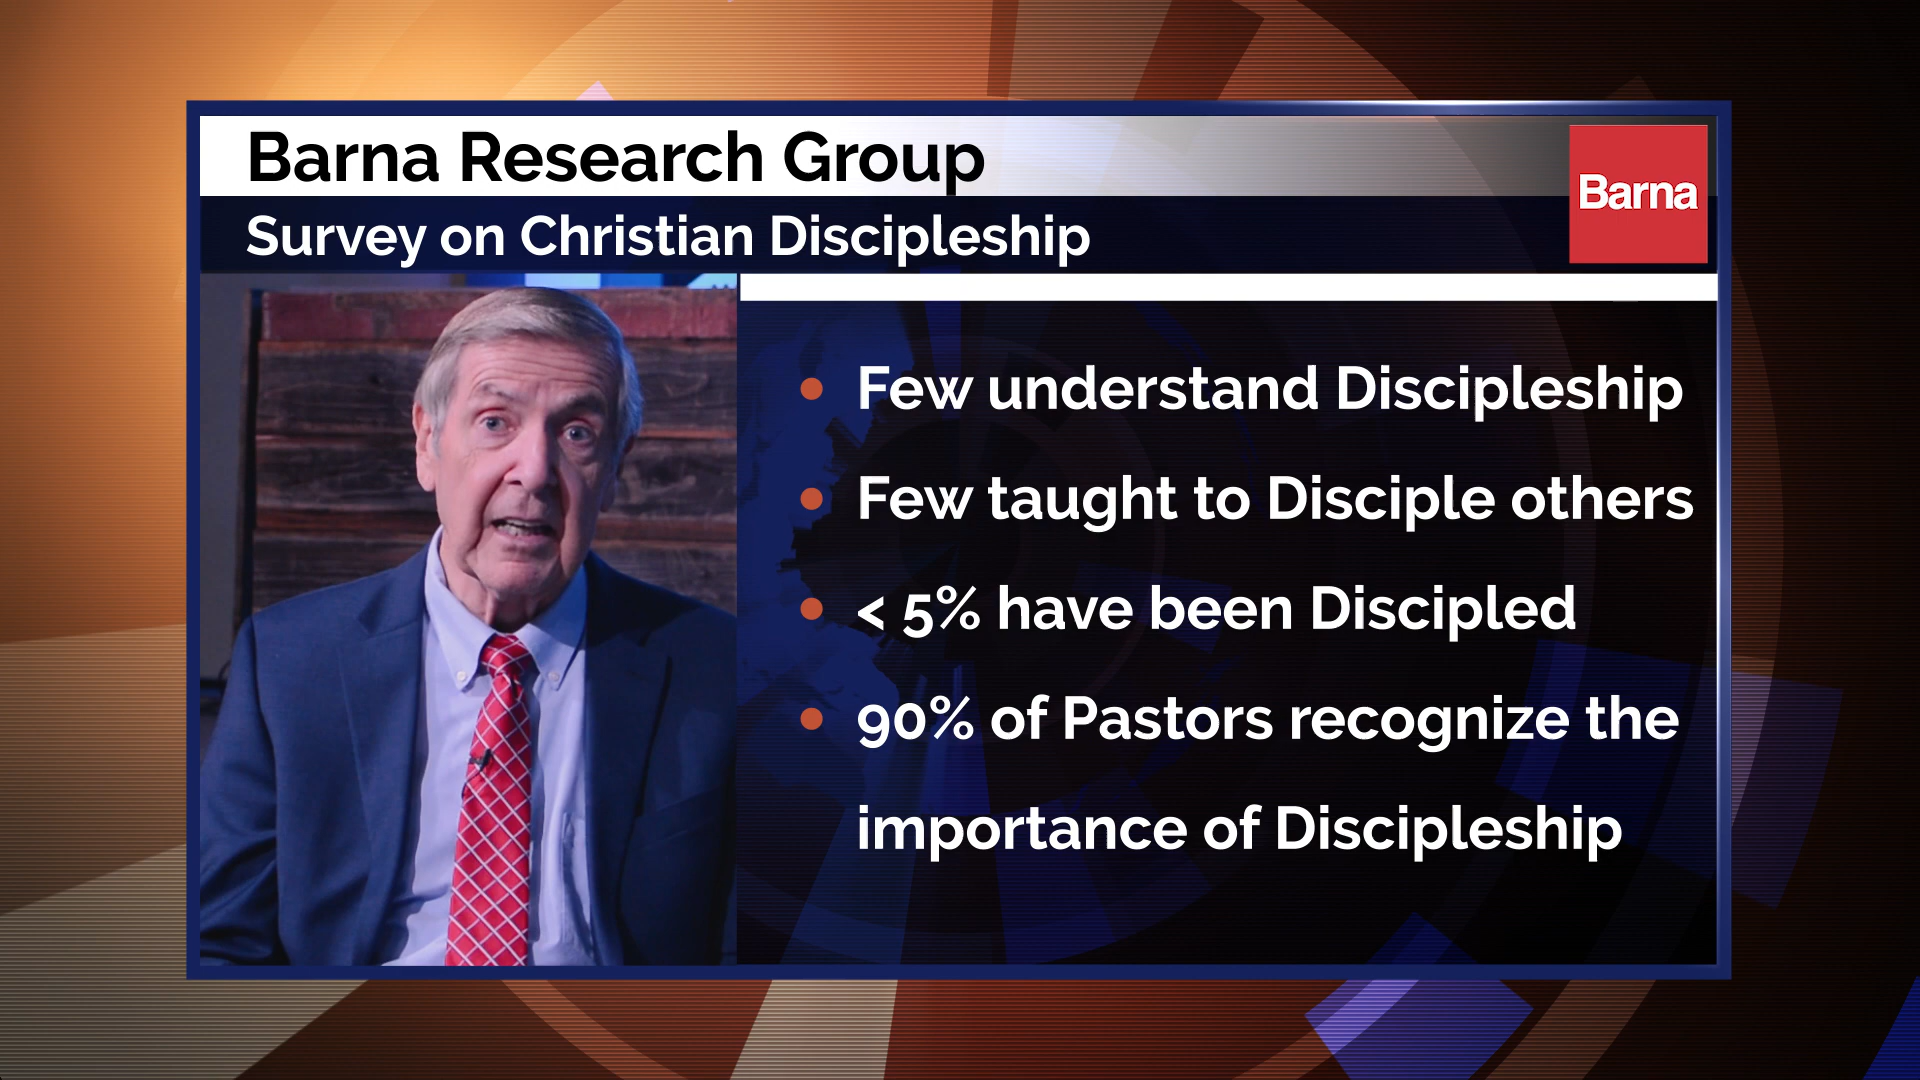 Barna Research Group
Barna
Survey on Christian Discipleship
• Few understand Discipleship
• Few taught to Disciple others
• < 5% have been Discipled
• 90% of Pastors recognize the
importance of Discipleship